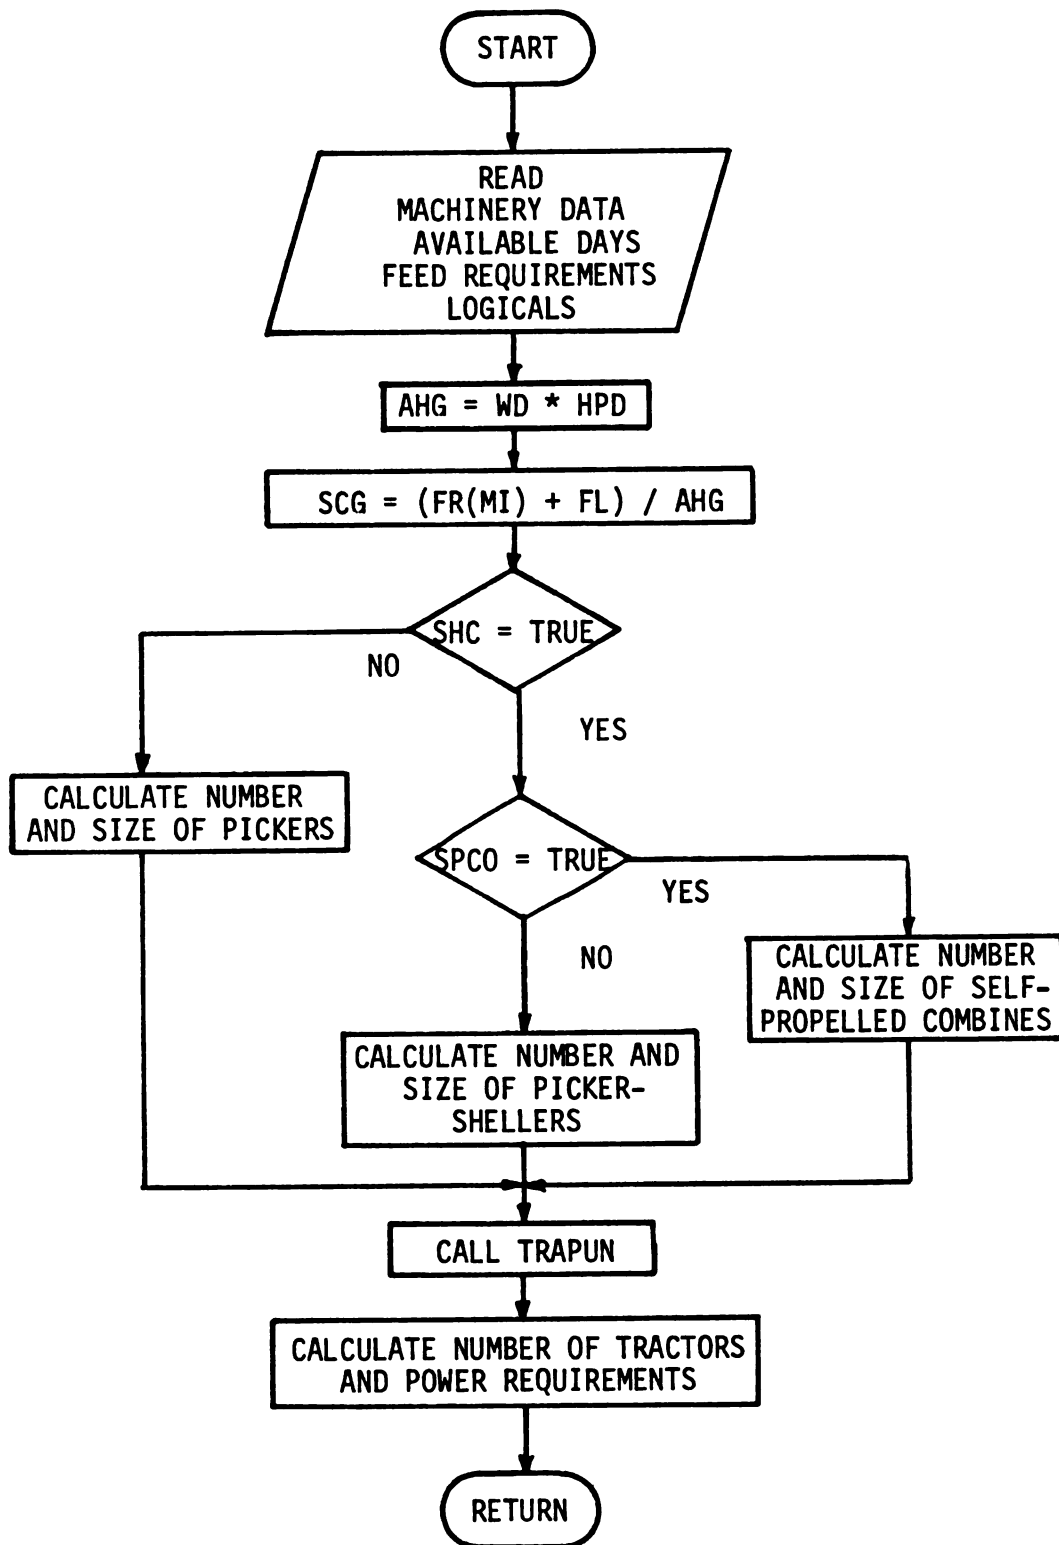 START
READ
MACHINERY DATA
AVAILABLE DAYS
FEED REQUIREMENTS
LOGICALS
AHG = WD * HPD
SCG = (FR(MI) + FL) / AHG
SHC = TRUE
NO
YES
CALCULATE NUMBER
AND SIZE OF PICKERS
SPCO = TRUE
YES
NO
CALCULATE NUMBER
AND SIZE OF SELF-
PROPELLED COMBINES
CALCULATE NUMBER AND
SIZE OF PICKER-
SHELLERS
CALL TRAPUN
CALCULATE NUMBER OF TRACTORS
AND POWER REQUIREMENTS
RETURN